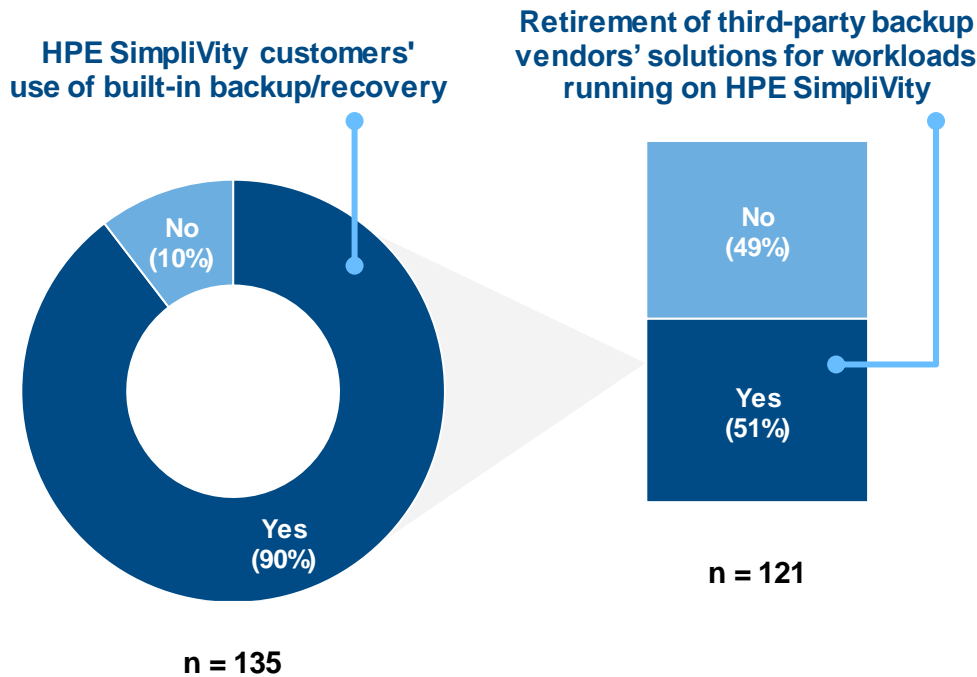 HPE SimpliVity customers'
use of built-in backup/recovery
No
(10%)
Yes
(90%)
n = 135
Retirement of third-party backup
vendors’ solutions for workloads
running on HPE SimpliVity
No
(49%)
Yes
(51%)
n = 121